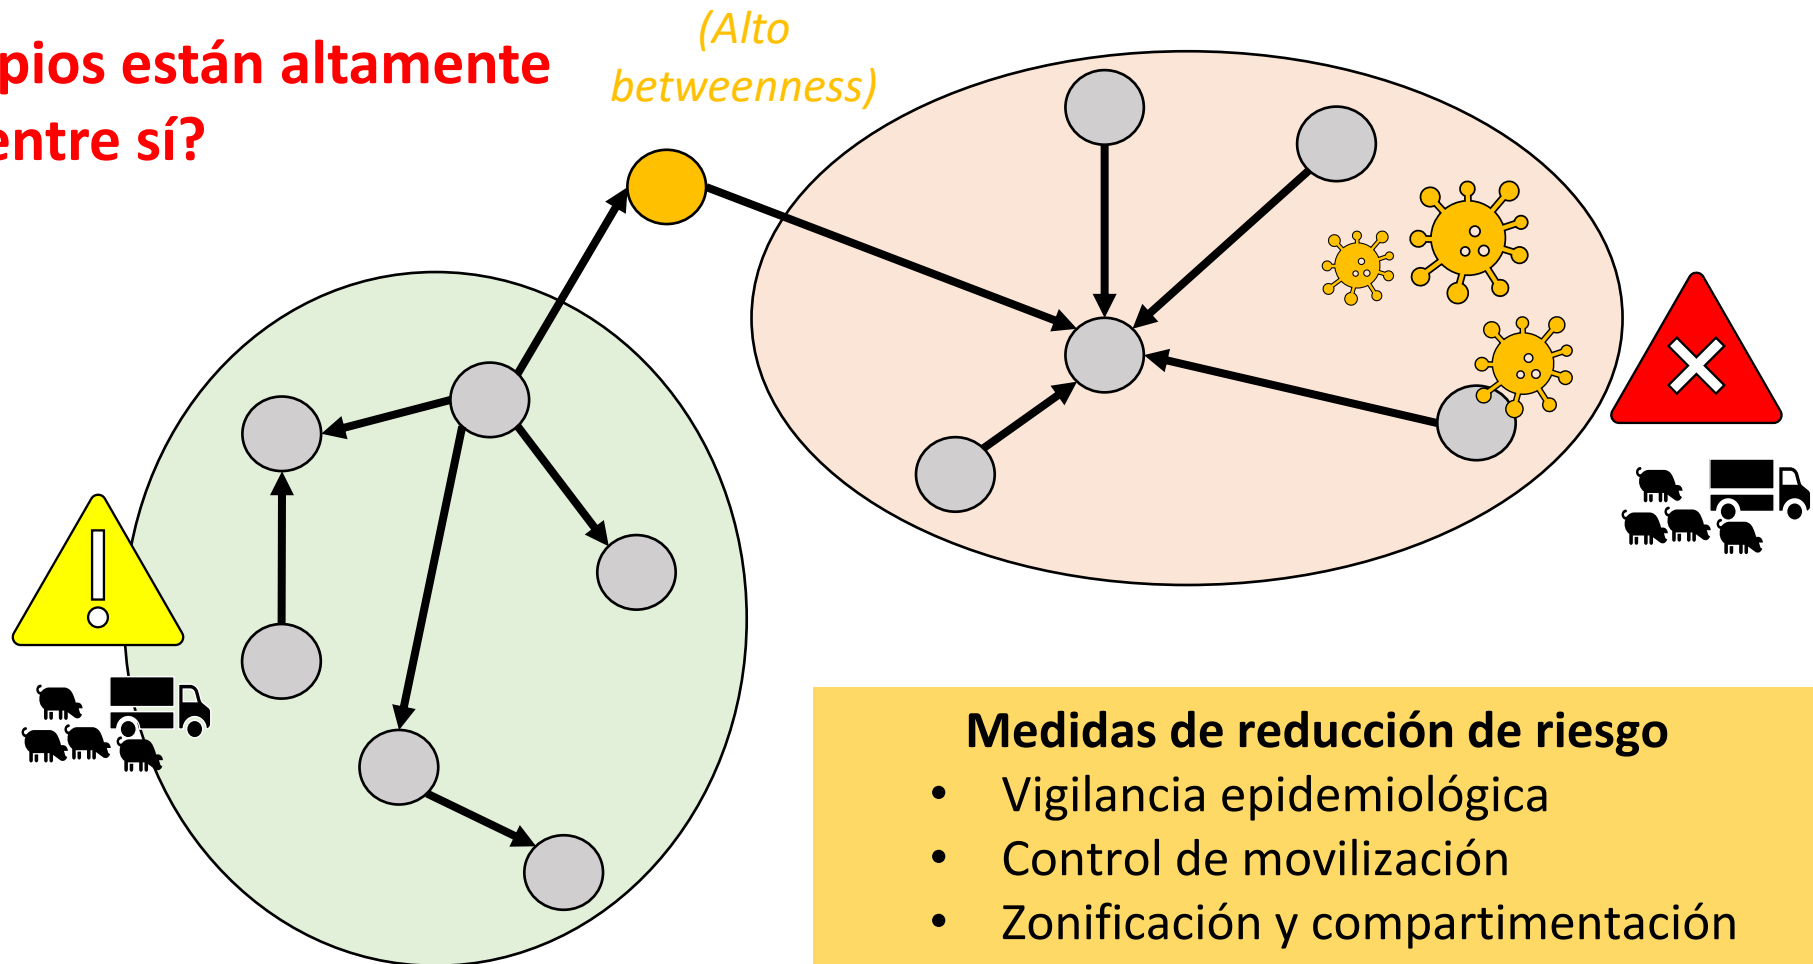 pios están altamente
entre sí?
(Alto
betweenness)
Medidas de reducción de riesgo
• Vigilancia epidemiológica
• Control de movilización
• Zonificación y compartimentación